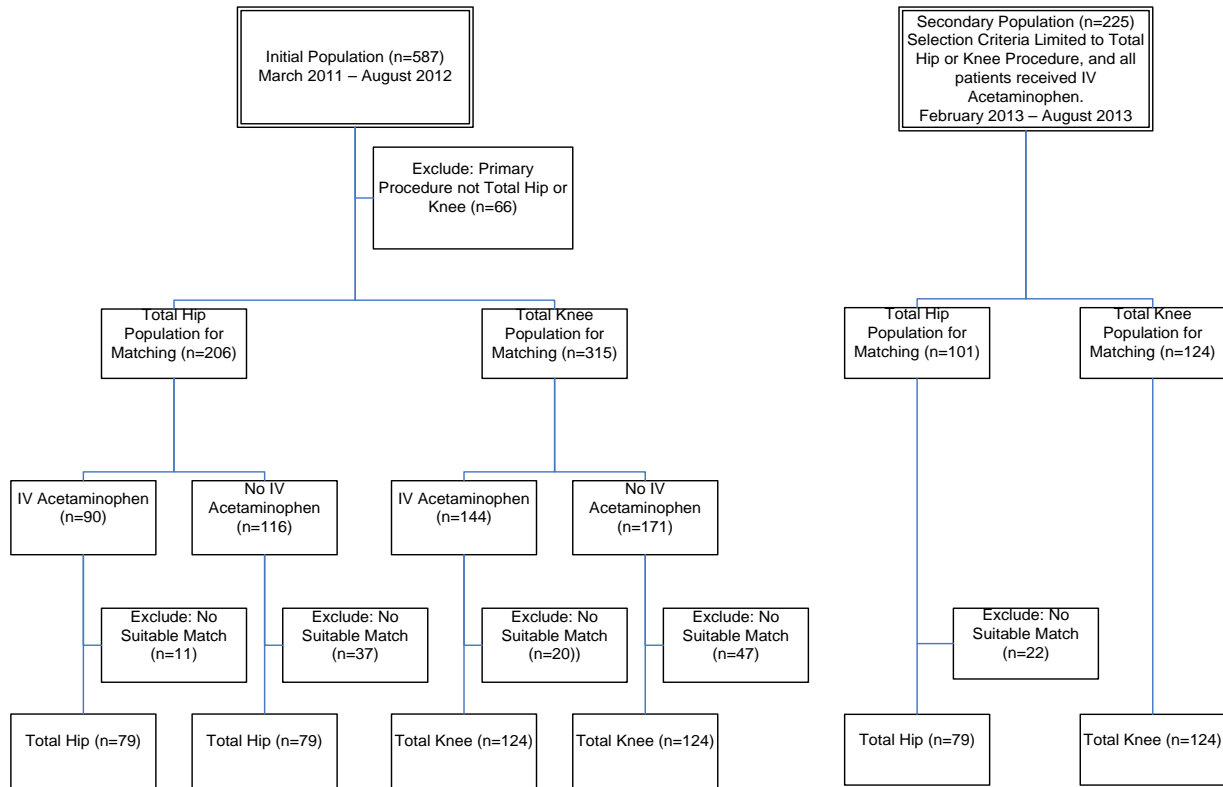 Initial Population (n=587)
March 2011 – August 2012
Secondary Population (n=225)
Selection Criteria Limited to Total
Hip or Knee Procedure, and all
patients received IV
Acetaminophen.
February 2013 – August 2013
Exclude: Primary
Procedure not Total Hip or
Knee (n=66)
Total Hip
Population for
Matching (n=206)
Total Knee
Population for
Matching (n=315)
Total Hip
Population for
Matching (n=101)
Total Knee
Population for
Matching (n=124)
IV Acetaminophen
(n=90)
No IV
Acetaminophen
(n=116)
IV Acetaminophen
(n=144)
No IV
Acetaminophen
(n=171)
Exclude: No
Suitable Match
(n=11)
Exclude: No
Suitable Match
(n=37)
Exclude: No
Suitable Match
(n=20))
Exclude: No
Suitable Match
(n=47)
Exclude: No
Suitable Match
(n=22)
Total Hip (n=79)
Total Hip (n=79)
Total Knee (n=124)
Total Knee (n=124)
Total Hip (n=79)
Total Knee (n=124)